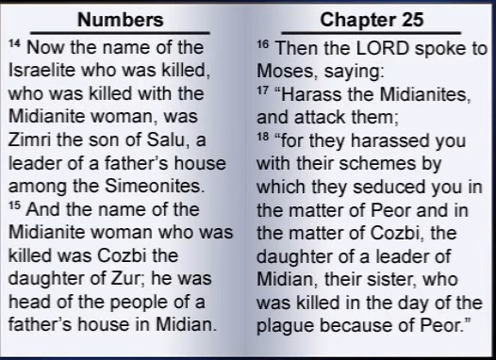 Numbers
14 Now the name of the
Israelite who was killed,
who was killed with the
Midianite woman, was
Zimri the son of Salu, a
leader of a father's house
among the Simeonites.
15 And the name of the
Midianite woman who was
killed was Cozbi the
daughter of Zur; he was
head of the people of a
father's house in Midian.
Chapter 25
16 Then the LORD spoke to
Moses, saying:
17 “Harass the Midianites,
and attack them;
18 “for they harassed you
with their schemes by
which they seduced you in
the matter of Peor and in
the matter of Cozbi, the
daughter of a leader of
Midian, their sister, who
was killed in the day of the
plague because of Peor.”